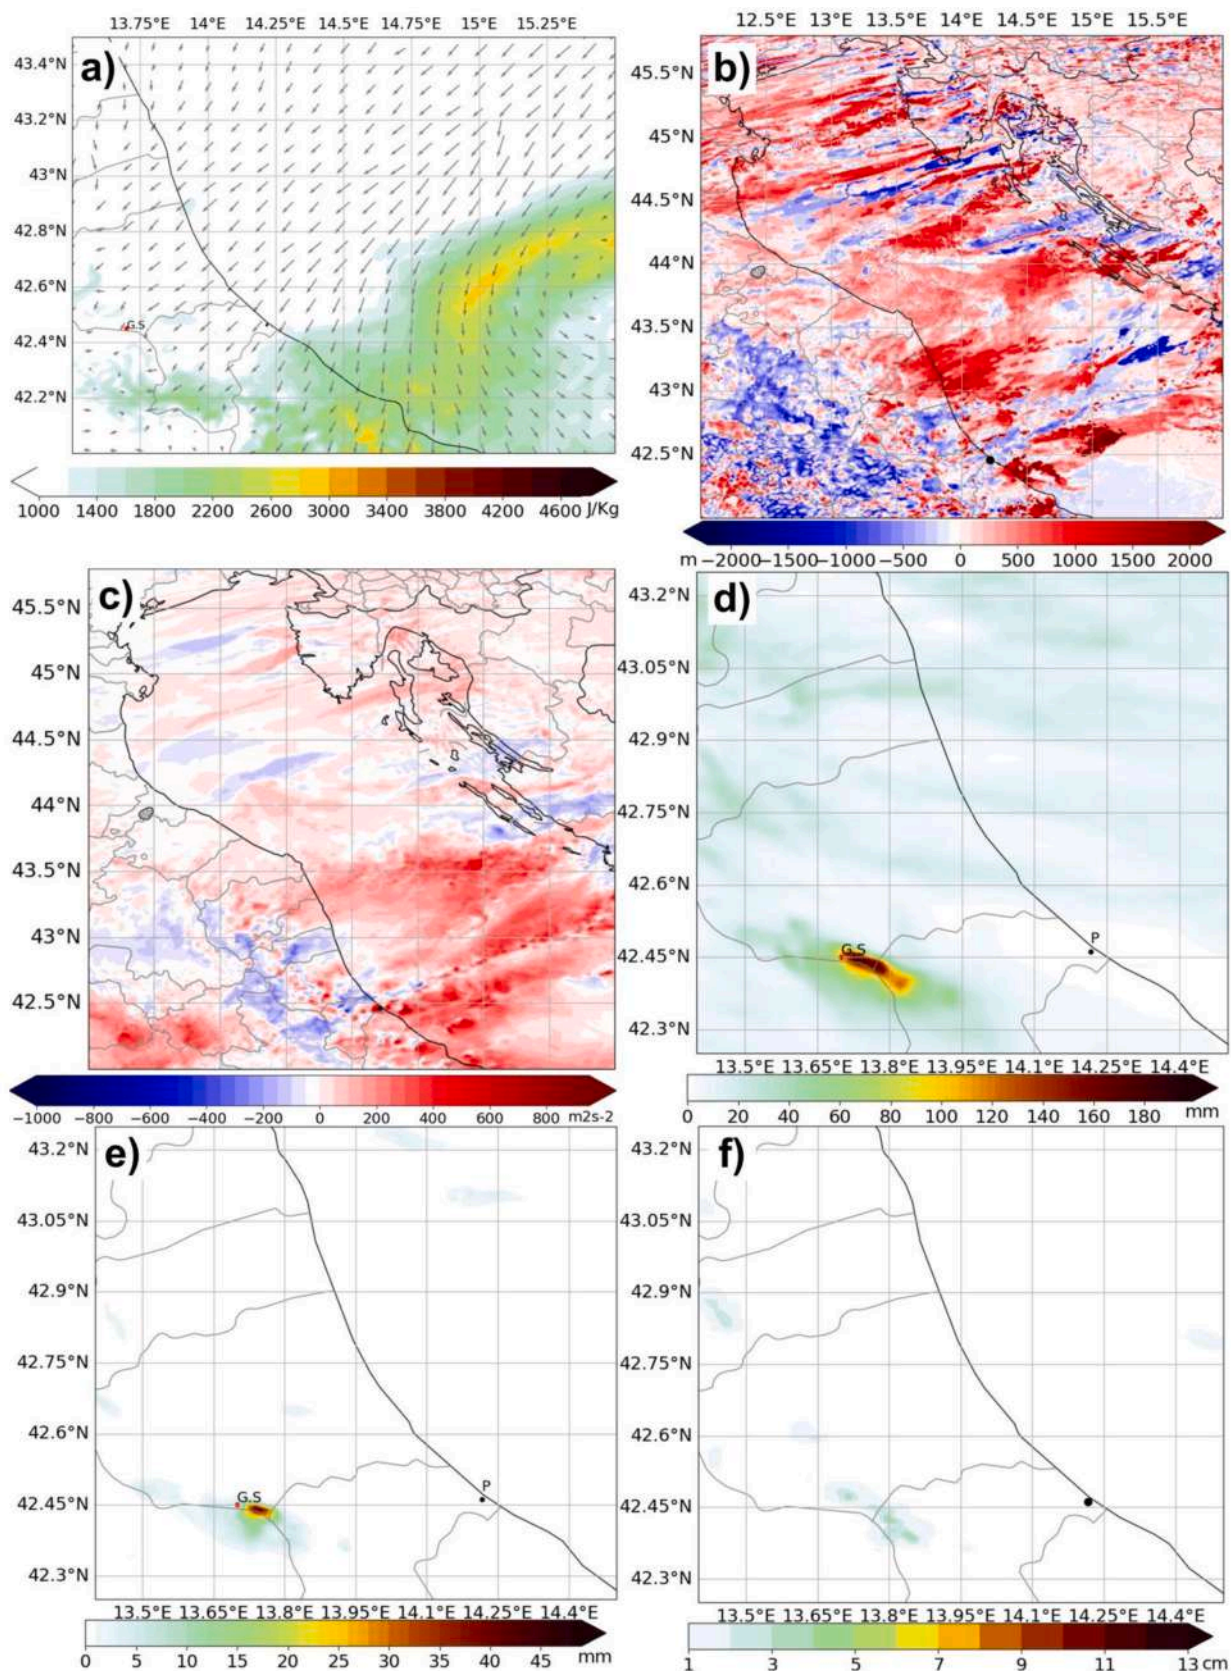 13.75°E 14°E 14.25°E 14.5°E 14.75°E 15°E 15.25°E
12.5°E 13°E 13.5°E 14°E 14.5°E 15°E 15.5°E
a)
43.4°N
43.2°N
43°N
42.8°N
42.6°N
42.4°N
42.2°N
G.S
1000 1400 1800 2200 2600 3000 3400 3800 4200 4600 J/Kg
b)
45.5°N
45°N
44.5°N
44°N
43.5°N
43°N
42.5°N
m −2000 −1500 −1000 −500 0 500 1000 1500 2000
c)
45.5°N
45°N
44.5°N
44°N
43.5°N
43°N
42.5°N
−1000 −800 −600 −400 −200 0 200 400 600 800 m2s-2
d)
43.2°N
43.05°N
42.9°N
42.75°N
42.6°N
42.45°N
42.3°N
G.S
P
13.5°E 13.65°E 13.8°E 13.95°E 14.1°E 14.25°E 14.4°E
0 20 40 60 80 100 120 140 160 180 mm
e)
43.2°N
43.05°N
42.9°N
42.75°N
42.6°N
42.45°N
42.3°N
G.S
P
13.5°E 13.65°E 13.8°E 13.95°E 14.1°E 14.25°E 14.4°E
0 5 10 15 20 25 30 35 40 45 mm
f)
43.2°N
43.05°N
42.9°N
42.75°N
42.6°N
42.45°N
42.3°N
13.5°E 13.65°E 13.8°E 13.95°E 14.1°E 14.25°E 14.4°E
1 3 5 7 9 11 13 cm